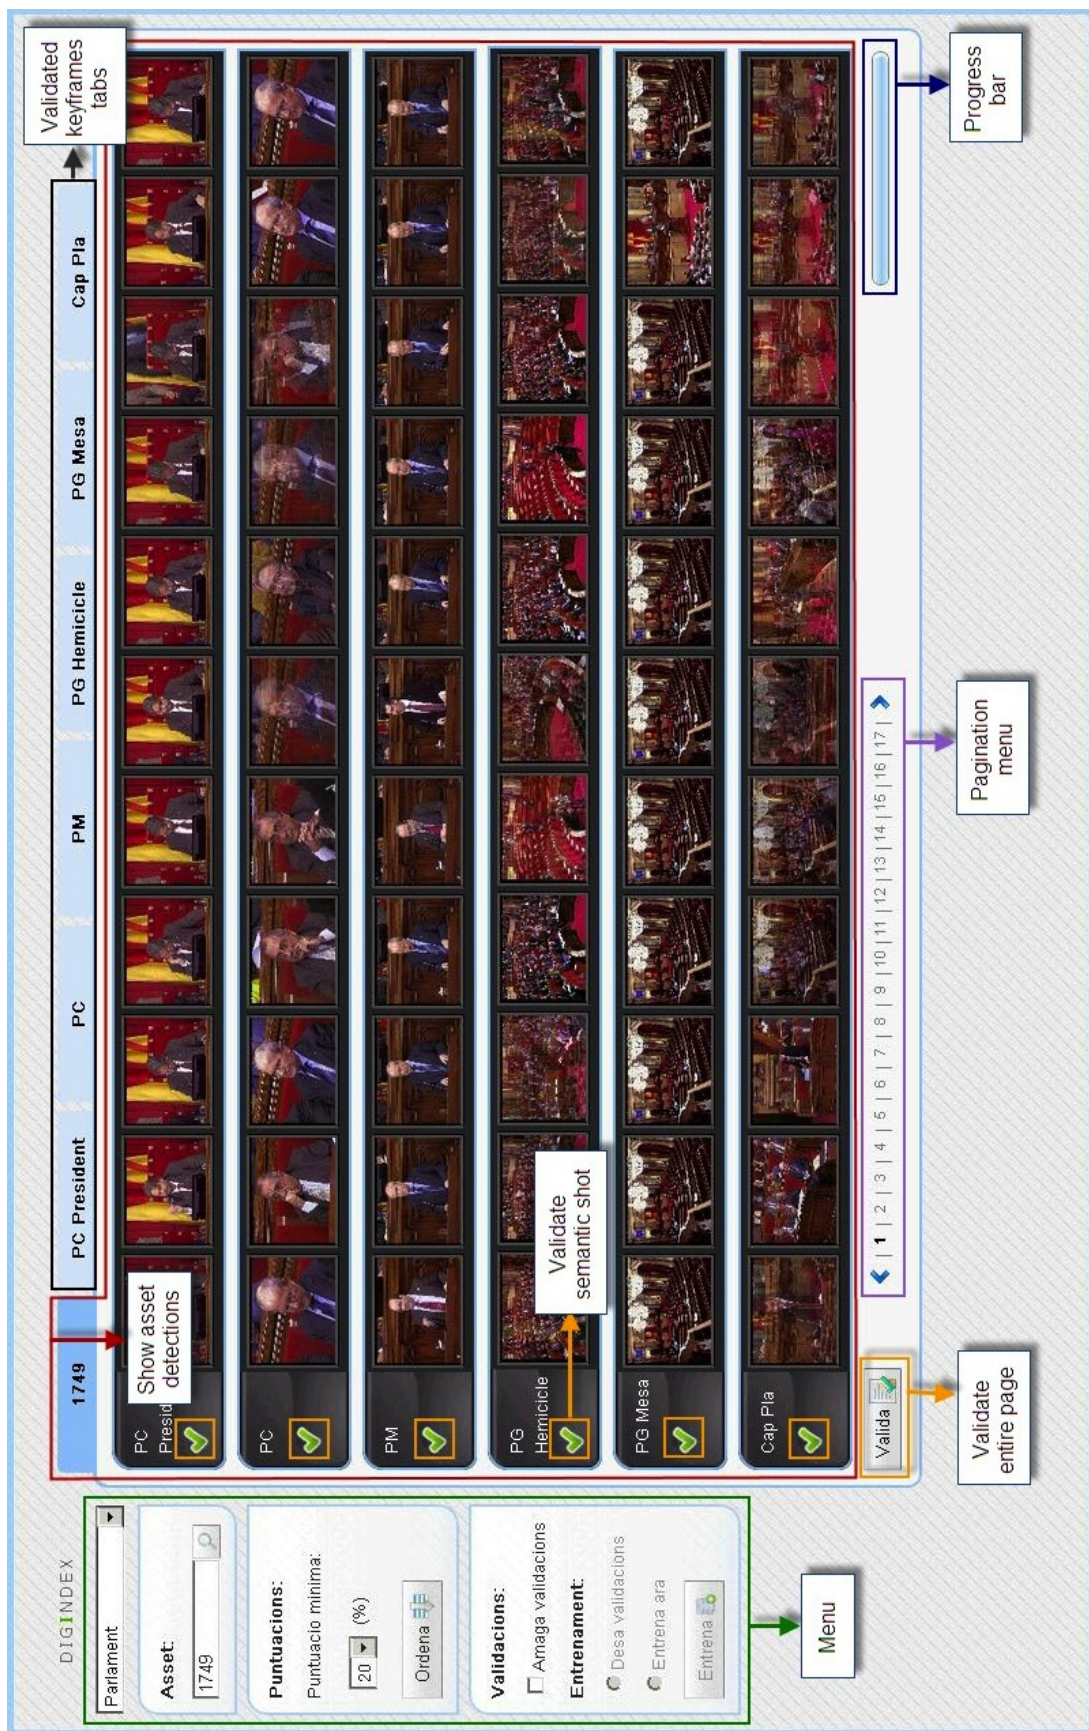 DIGINDEX
Parlament
Asset:
1749
Puntuacions:
Puntuacio minima:
20 (%)
Ordena
Validacions:
Amaga validacions
Entrenament:
Desa validacions
Entrena ara
Entrena
Menu
1749
PC President
PC
PM
PG Hemicicle
PG Mesa
Cap Pla
Validated
keyframes
tabs
Show asset
detections
PC
Presid
PC
PM
PG
Hemicicle
Validate
semantic shot
PG Mesa
Cap Pla
Valida
| 1 | 2 | 3 | 4 | 5 | 6 | 7 | 8 | 9 | 10 | 11 | 12 | 13 | 14 | 15 | 16 | 17 |
Validate
entire page
Pagination
menu
Progress
bar